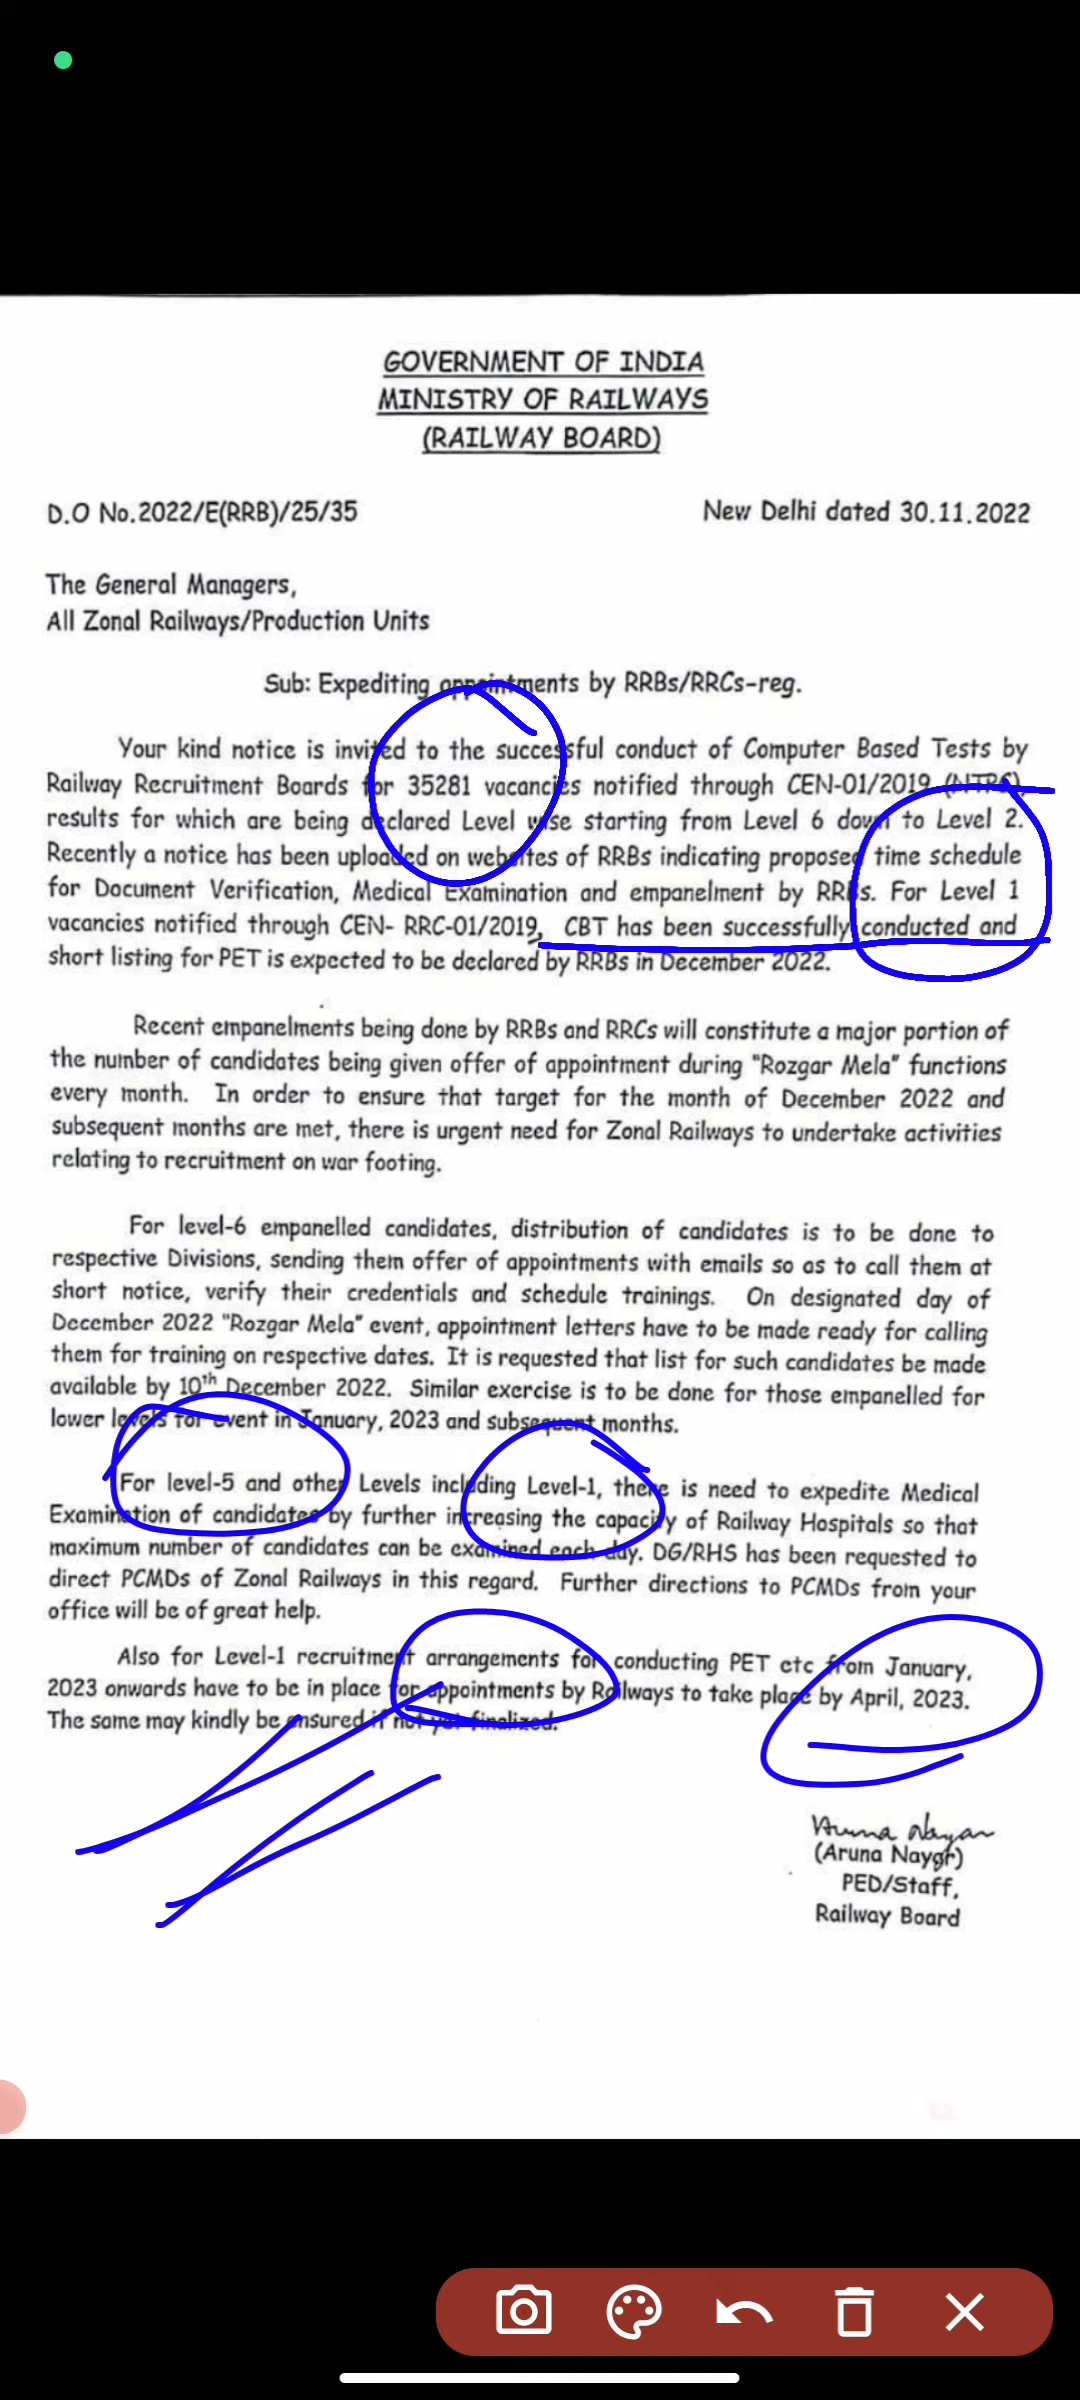 GOVERNMENT OF INDIA
MINISTRY OF RAILWAYS
(RAILWAY BOARD)
D.O No.2022/E(RRB)/25/35 New Delhi dated 30.11.2022
The General Managers,
All Zonal Railways/Production Units
Sub: Expediting appointments by RRBs/RRCs-reg.
Your kind notice is invited to the successful conduct of Computer Based Tests by
Railway Recruitment Boards for 35281 vacancies notified through CEN-01/2019 (NTPC),
results for which are being declared Level wise starting from Level 6 down to Level 2.
Recently a notice has been uploaded on websites of RRBs indicating proposed time schedule
for Document Verification, Medical Examination and empanelment by RRBs. For Level 1
vacancies notified through CEN- RRC-01/2019, CBT has been successfully conducted and
short listing for PET is expected to be declared by RRBs in December 2022.
Recent empanelments being done by RRBs and RRCs will constitute a major portion of
the number of candidates being given offer of appointment during "Rozgar Mela" functions
every month. In order to ensure that target for the month of December 2022 and
subsequent months are met, there is urgent need for Zonal Railways to undertake activities
relating to recruitment on war footing.
For level-6 empanelled candidates, distribution of candidates is to be done to
respective Divisions, sending them offer of appointments with emails so as to call them at
short notice, verify their credentials and schedule trainings. On designated day of
December 2022 "Rozgar Mela" event, appointment letters have to be made ready for calling
them for training on respective dates. It is requested that list for such candidates be made
available by 10th December 2022. Similar exercise is to be done for those empanelled for
lower levels for event in January, 2023 and subsequent months.
For level-5 and other Levels including Level-1, there is need to expedite Medical
Examination of candidates by further increasing the capacity of Railway Hospitals so that
maximum number of candidates can be examined each day. DG/RHS has been requested to
direct PCMDs of Zonal Railways in this regard. Further directions to PCMDs from your
office will be of great help.
Also for Level-1 recruitment arrangements for conducting PET etc from January,
2023 onwards have to be in place for appointments by Railways to take place by April, 2023.
The same may kindly be ensured if not yet finalized.
Aruna Nayar
(Aruna Nayar)
PED/Staff,
Railway Board